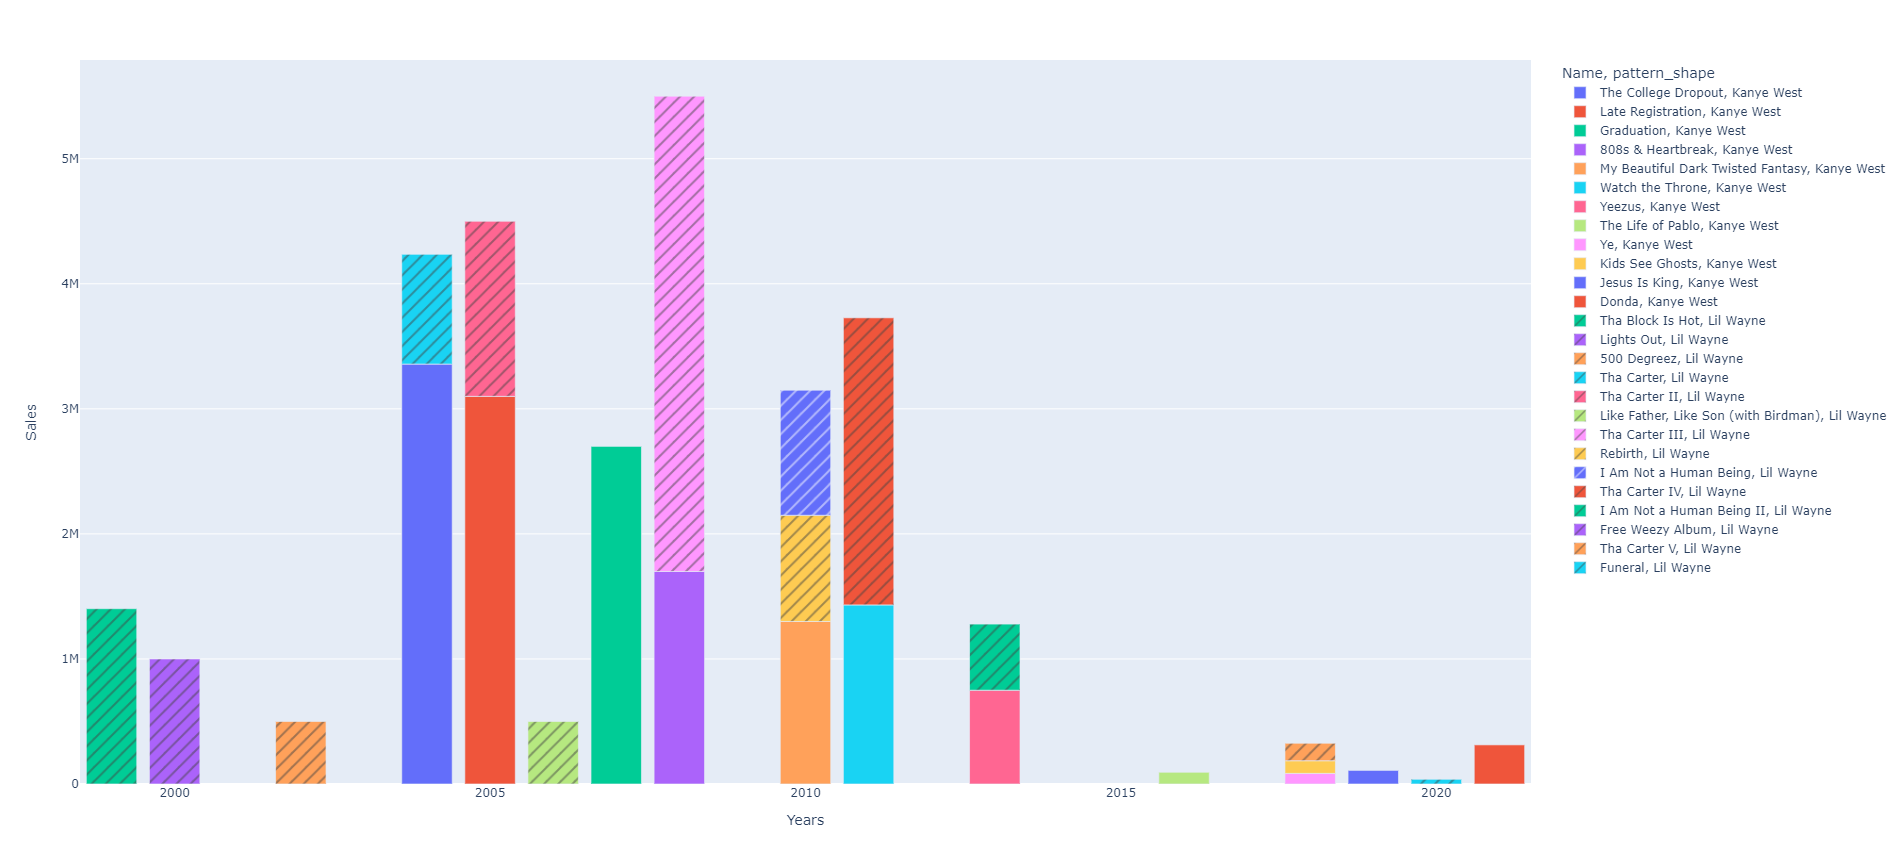 Name, pattern_shape
The College Dropout, Kanye West
Late Registration, Kanye West
Graduation, Kanye West
808s & Heartbreak, Kanye West
My Beautiful Dark Twisted Fantasy, Kanye West
Watch the Throne, Kanye West
Yeezus, Kanye West
The Life of Pablo, Kanye West
Ye, Kanye West
Kids See Ghosts, Kanye West
Jesus Is King, Kanye West
Donda, Kanye West
Tha Block Is Hot, Lil Wayne
Lights Out, Lil Wayne
500 Degreez, Lil Wayne
Tha Carter, Lil Wayne
Tha Carter II, Lil Wayne
Like Father, Like Son (with Birdman), Lil Wayne
Tha Carter III, Lil Wayne
Rebirth, Lil Wayne
I Am Not a Human Being, Lil Wayne
Tha Carter IV, Lil Wayne
I Am Not a Human Being II, Lil Wayne
Free Weezy Album, Lil Wayne
Tha Carter V, Lil Wayne
Funeral, Lil Wayne
5M
4M
3M
2M
1M
0
Sales
2000
2005
2010
2015
2020
Years